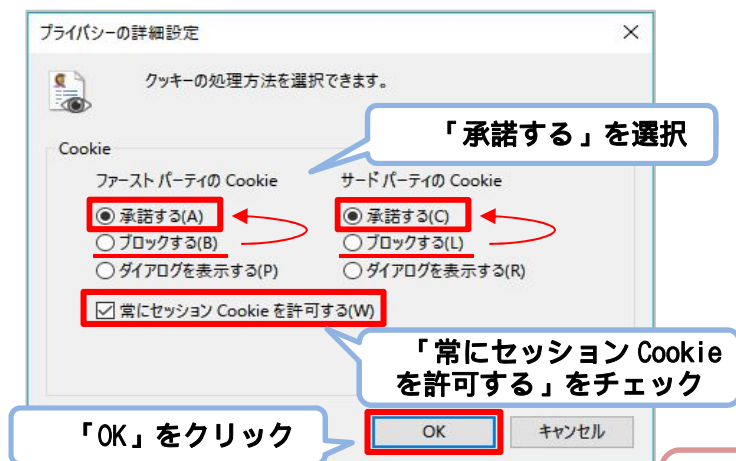 プライバシーの詳細設定
クッキーの処理方法を選択できます。
「承諾する」を選択
Cookie
ファースト パーティの Cookie
サード パーティの Cookie
承諾する(A)
承諾する(C)
ブロックする(B)
ブロックする(L)
ダイアログを表示する(P)
ダイアログを表示する(R)
常にセッション Cookie を許可する(W)
「常にセッション Cookie
を許可する」をチェック
「OK」をクリック
OK
キャンセル